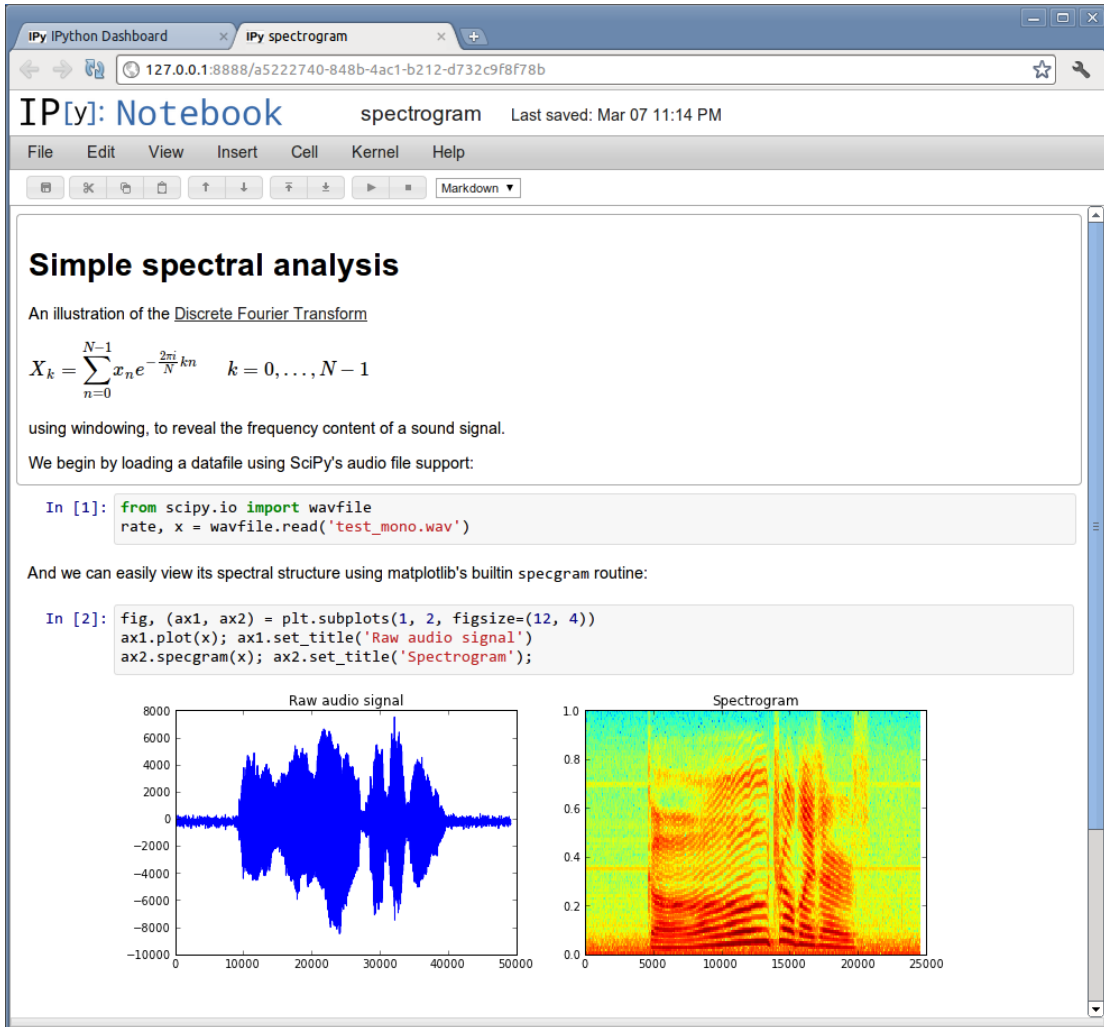 IPy IPython Dashboard × IPy spectrogram ×
127.0.0.1:8888/a5222740-848b-4ac1-b212-d732c9f8f78b
IP[y]: Notebook spectrogram Last saved: Mar 07 11:14 PM
File Edit View Insert Cell Kernel Help
Markdown ▼
Simple spectral analysis
An illustration of the Discrete Fourier Transform
X_k = \sum_{n=0}^{N-1} x_n e^{-\frac{2\pi i}{N} kn} k = 0, ..., N − 1
using windowing, to reveal the frequency content of a sound signal.
We begin by loading a datafile using SciPy's audio file support:
In [1]: from scipy.io import wavfile
rate, x = wavfile.read('test_mono.wav')
And we can easily view its spectral structure using matplotlib's builtin specgram routine:
In [2]: fig, (ax1, ax2) = plt.subplots(1, 2, figsize=(12, 4))
ax1.plot(x); ax1.set_title('Raw audio signal')
ax2.specgram(x); ax2.set_title('Spectrogram');
Raw audio signal
8000
6000
4000
2000
0
−2000
−4000
−6000
−8000
−10000
0 10000 20000 30000 40000 50000
Spectrogram
1.0
0.8
0.6
0.4
0.2
0.0
0 5000 10000 15000 20000 25000